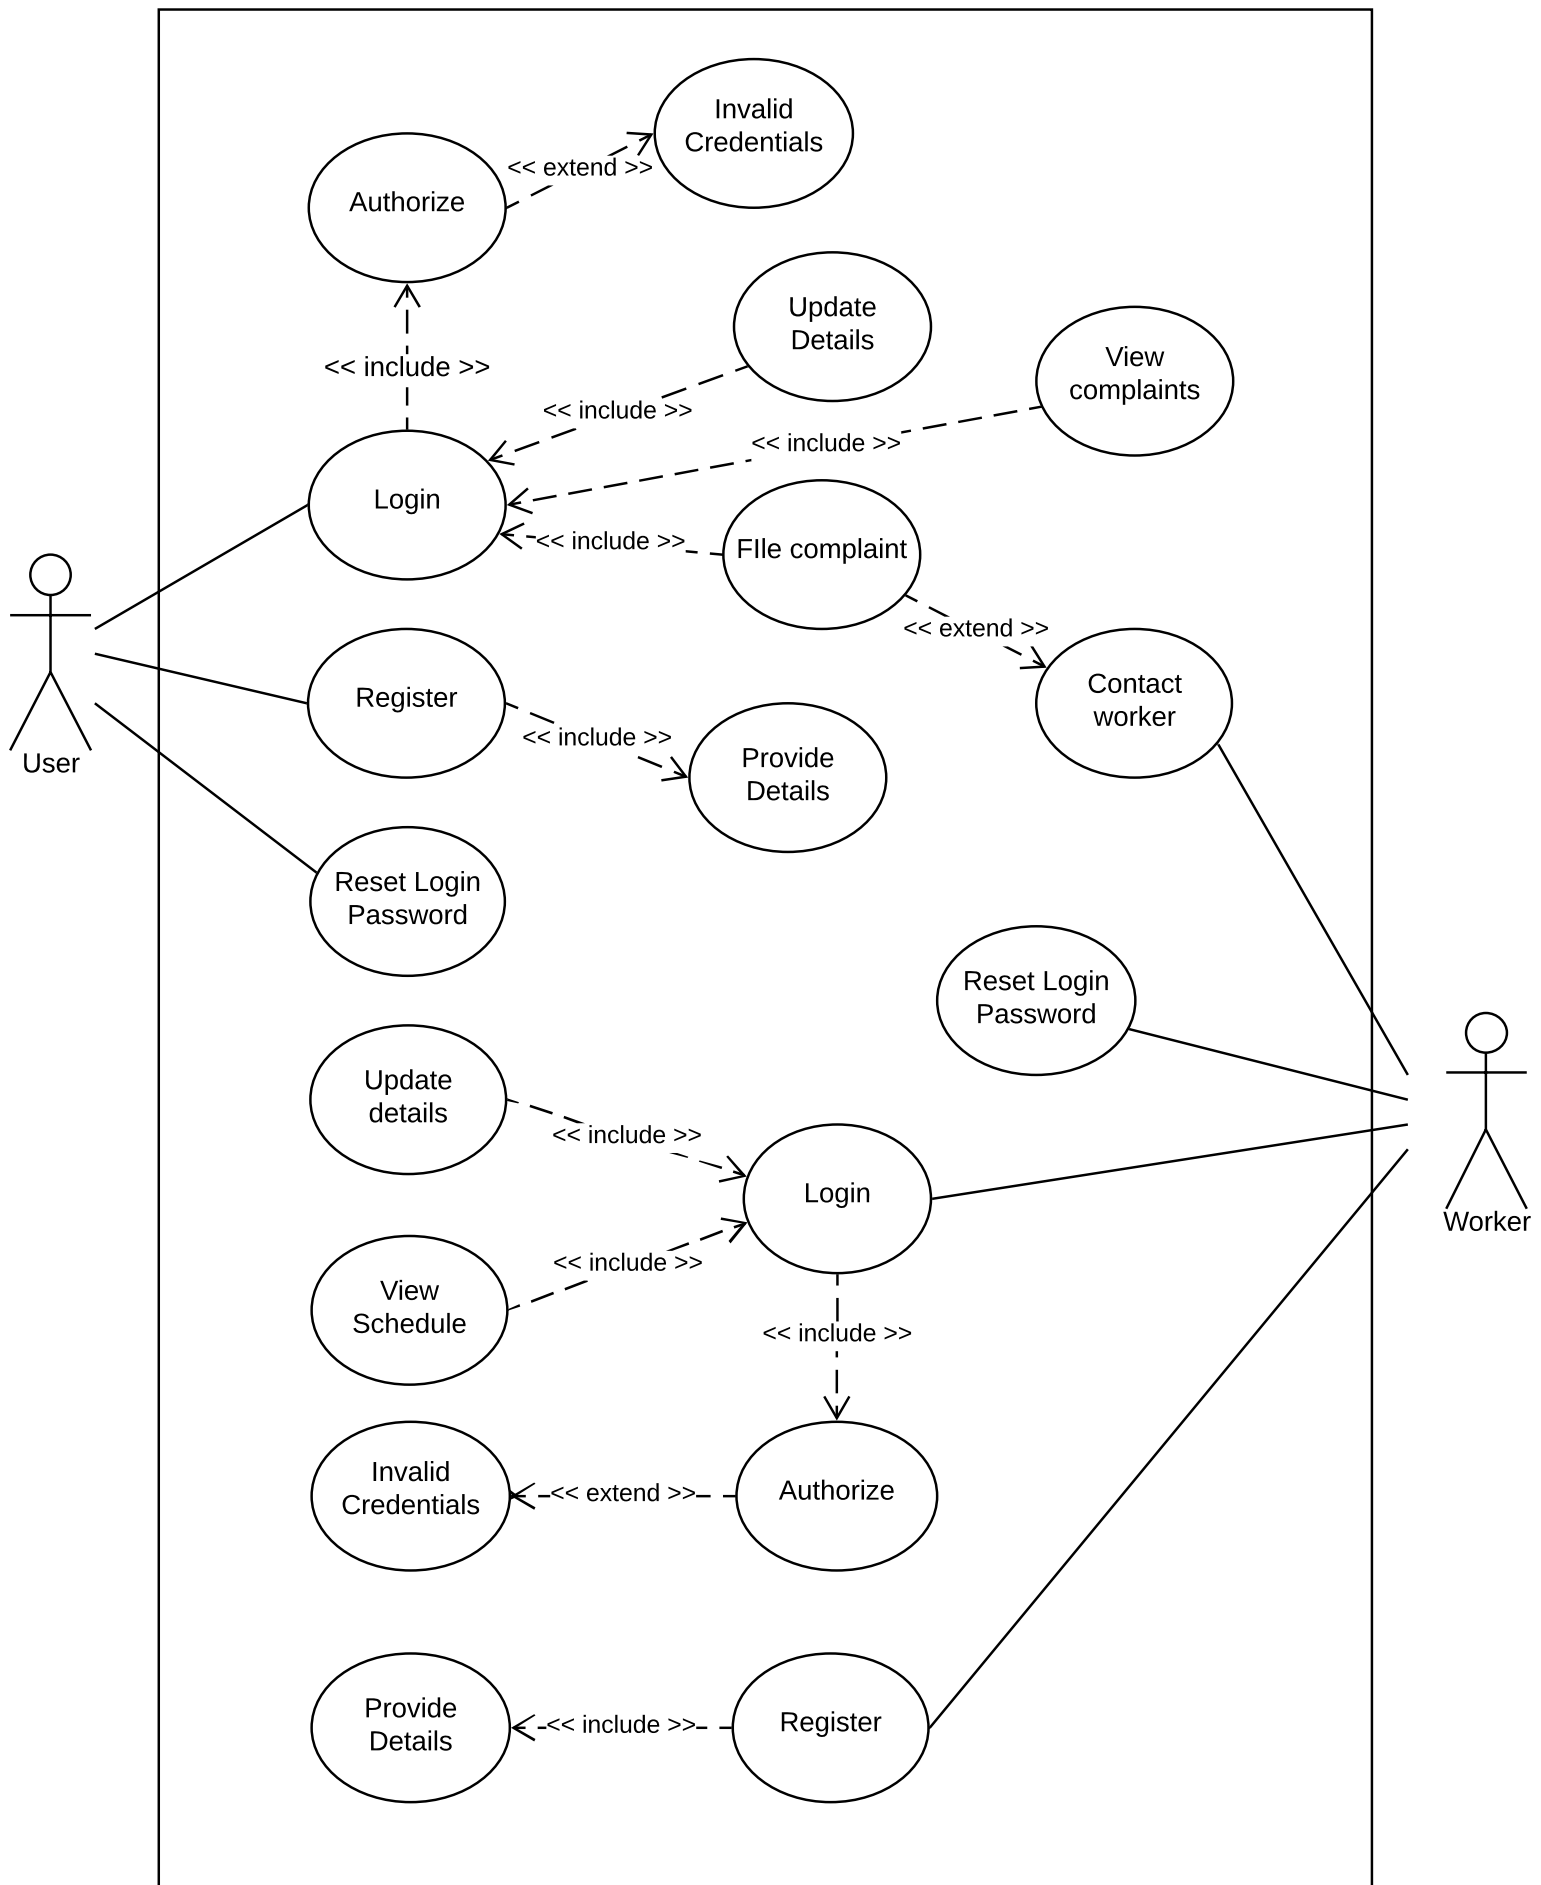 Invalid
Credentials
<< extend >>
Authorize
Update
Details
View
complaints
<< include >>
<< include >>
<< include >>
Login
<< include >>
FIle complaint
<< extend >>
Contact
worker
Register
<< include >>
Provide
Details
User
Reset Login
Password
Reset Login
Password
Update
details
<< include >>
Login
Worker
View
Schedule
<< include >>
<< include >>
Invalid
Credentials
<< extend >>
Authorize
Provide
Details
<< include >>
Register